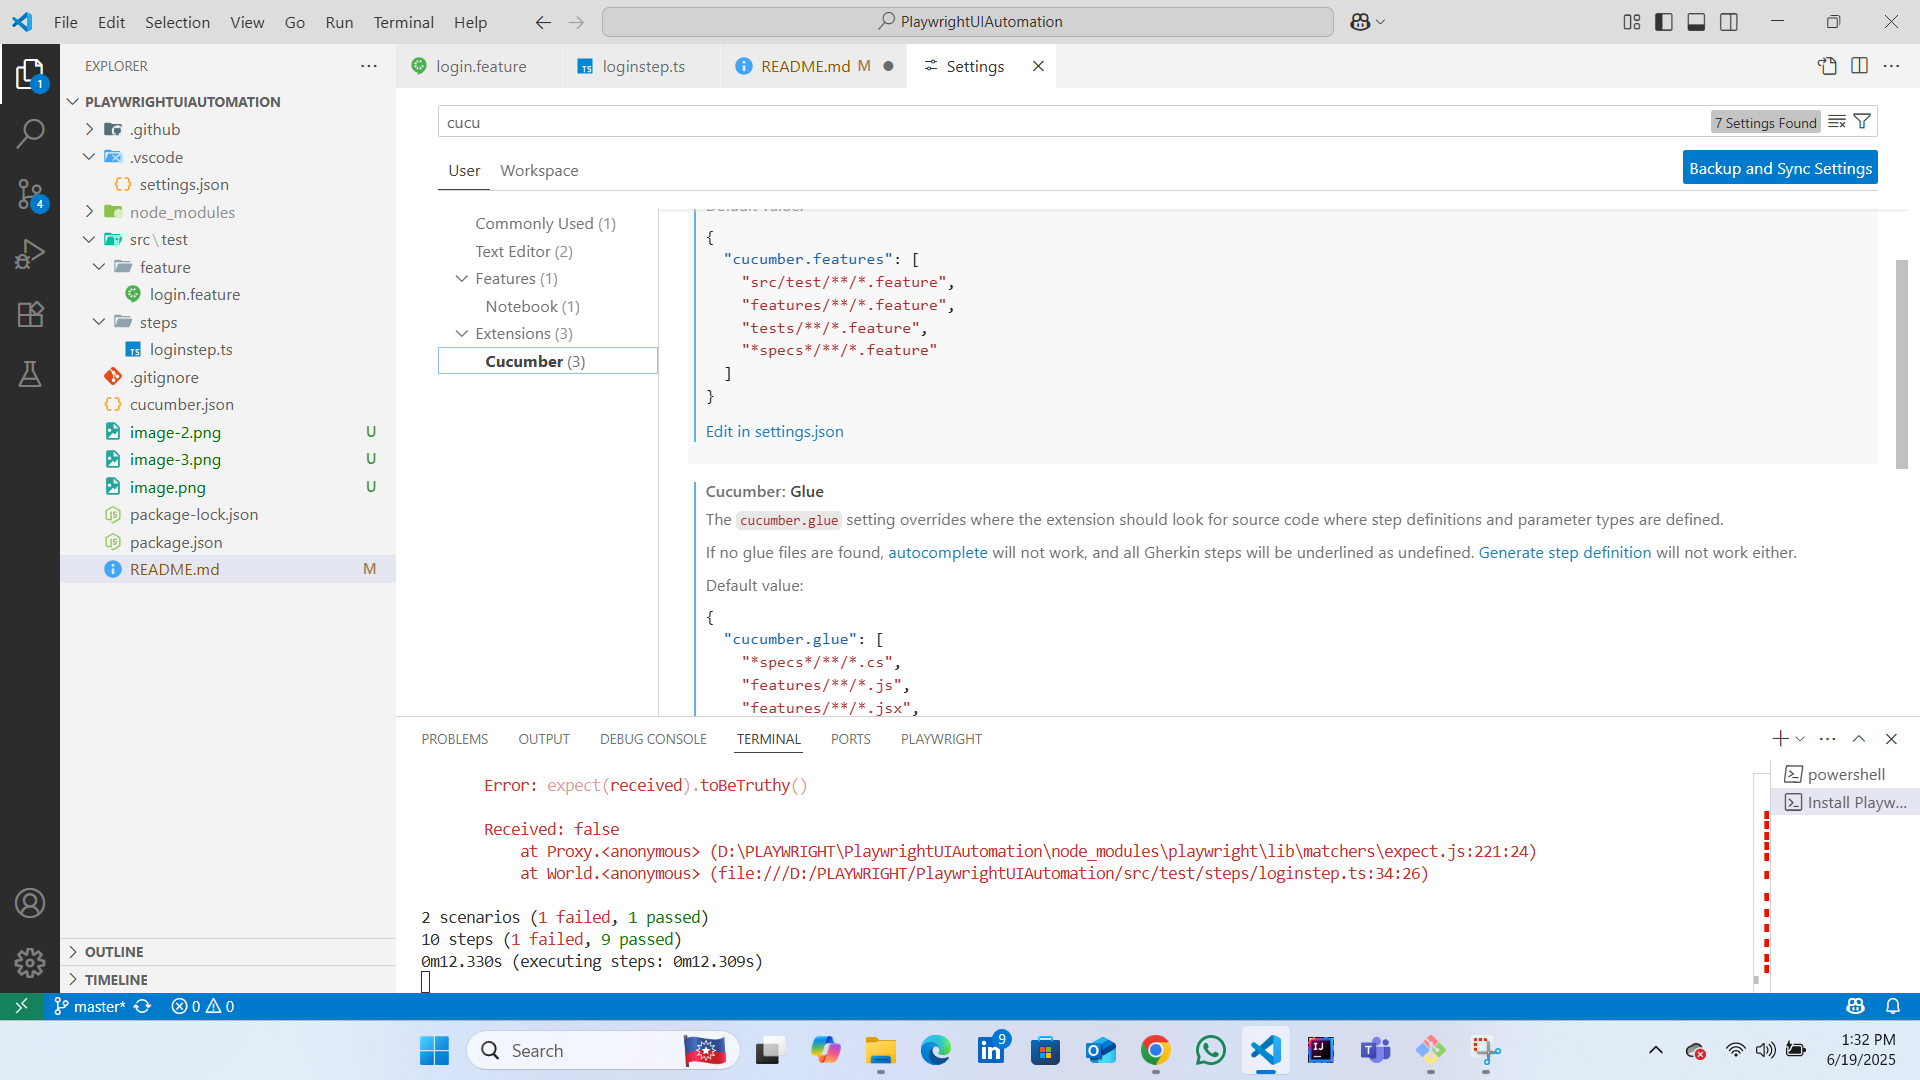 File Edit Selection View Go Run Terminal Help
PlaywrightUIAutomation
EXPLORER
login.feature
loginstep.ts
README.md M
Settings
1
PLAYWRIGHTUIAUTOMATION
.github
.vscode
settings.json
node_modules
src\test
feature
login.feature
steps
TS loginstep.ts
.gitignore
cucumber.json
image-2.png U
image-3.png U
image.png U
package-lock.json
package.json
README.md M
4
OUTLINE
TIMELINE
cucu
7 Settings Found
User Workspace
Backup and Sync Settings
Commonly Used (1)
Text Editor (2)
Features (1)
Notebook (1)
Extensions (3)
Cucumber (3)
Default value:
{
"cucumber.features": [
"src/test/**/*.feature",
"features/**/*.feature",
"tests/**/*.feature",
"*specs*/**/*.feature"
]
}
Edit in settings.json
Cucumber: Glue
The cucumber.glue setting overrides where the extension should look for source code where step definitions and parameter types are defined.
If no glue files are found, autocomplete will not work, and all Gherkin steps will be underlined as undefined. Generate step definition will not work either.
Default value:
{
"cucumber.glue": [
"*specs*/**/*.cs",
"features/**/*.js",
"features/**/*.jsx",
PROBLEMS OUTPUT DEBUG CONSOLE TERMINAL PORTS PLAYWRIGHT
powershell
Install Playw...
Error: expect(received).toBeTruthy()
Received: false
at Proxy.<anonymous> (D:\PLAYWRIGHT\PlaywrightUIAutomation\node_modules\playwright\lib\matchers\expect.js:221:24)
at World.<anonymous> (file:///D:/PLAYWRIGHT/PlaywrightUIAutomation/src/test/steps/loginstep.ts:34:26)
2 scenarios (1 failed, 1 passed)
10 steps (1 failed, 9 passed)
0m12.330s (executing steps: 0m12.309s)
master* 0 0
Search
9
1:32 PM
6/19/2025